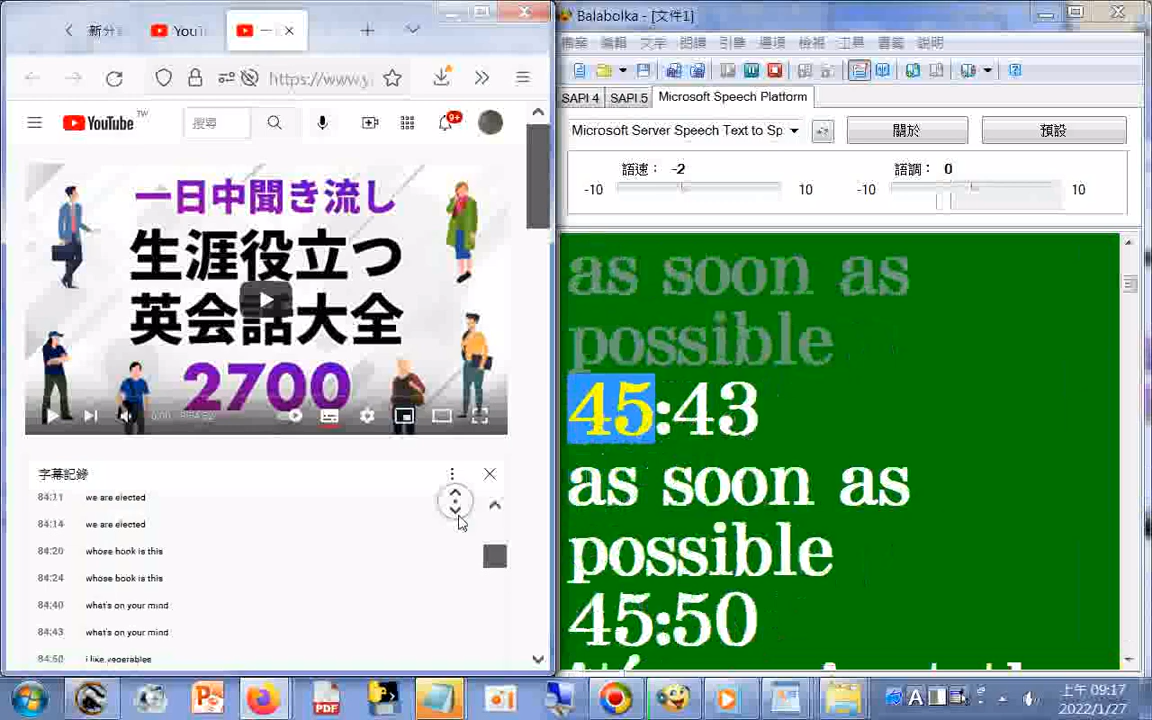 新分
YouT
一
Balabolka - [文件1]
https://www.y
檔案 編輯 文字 閱讀 引擎 選項 檢視 工具 書籤 說明
SAPI 4 SAPI 5 Microsoft Speech Platform
YouTube TW
搜尋
9+
Microsoft Server Speech Text to Sp
關於
預設
語速： -2
語調： 0
-10 10 -10 10
一日中聞き流し
生涯役立つ
英会話大全
2700
字幕記錄
84:11 we are elected
84:14 we are elected
84:20 whose book is this
84:24 whose book is this
84:40 what's on your mind
84:43 what's on your mind
84:50 i like vegetables
as soon as
possible
45:43
as soon as
possible
45:50
PDF
A
上午 09:17
2022/1/27